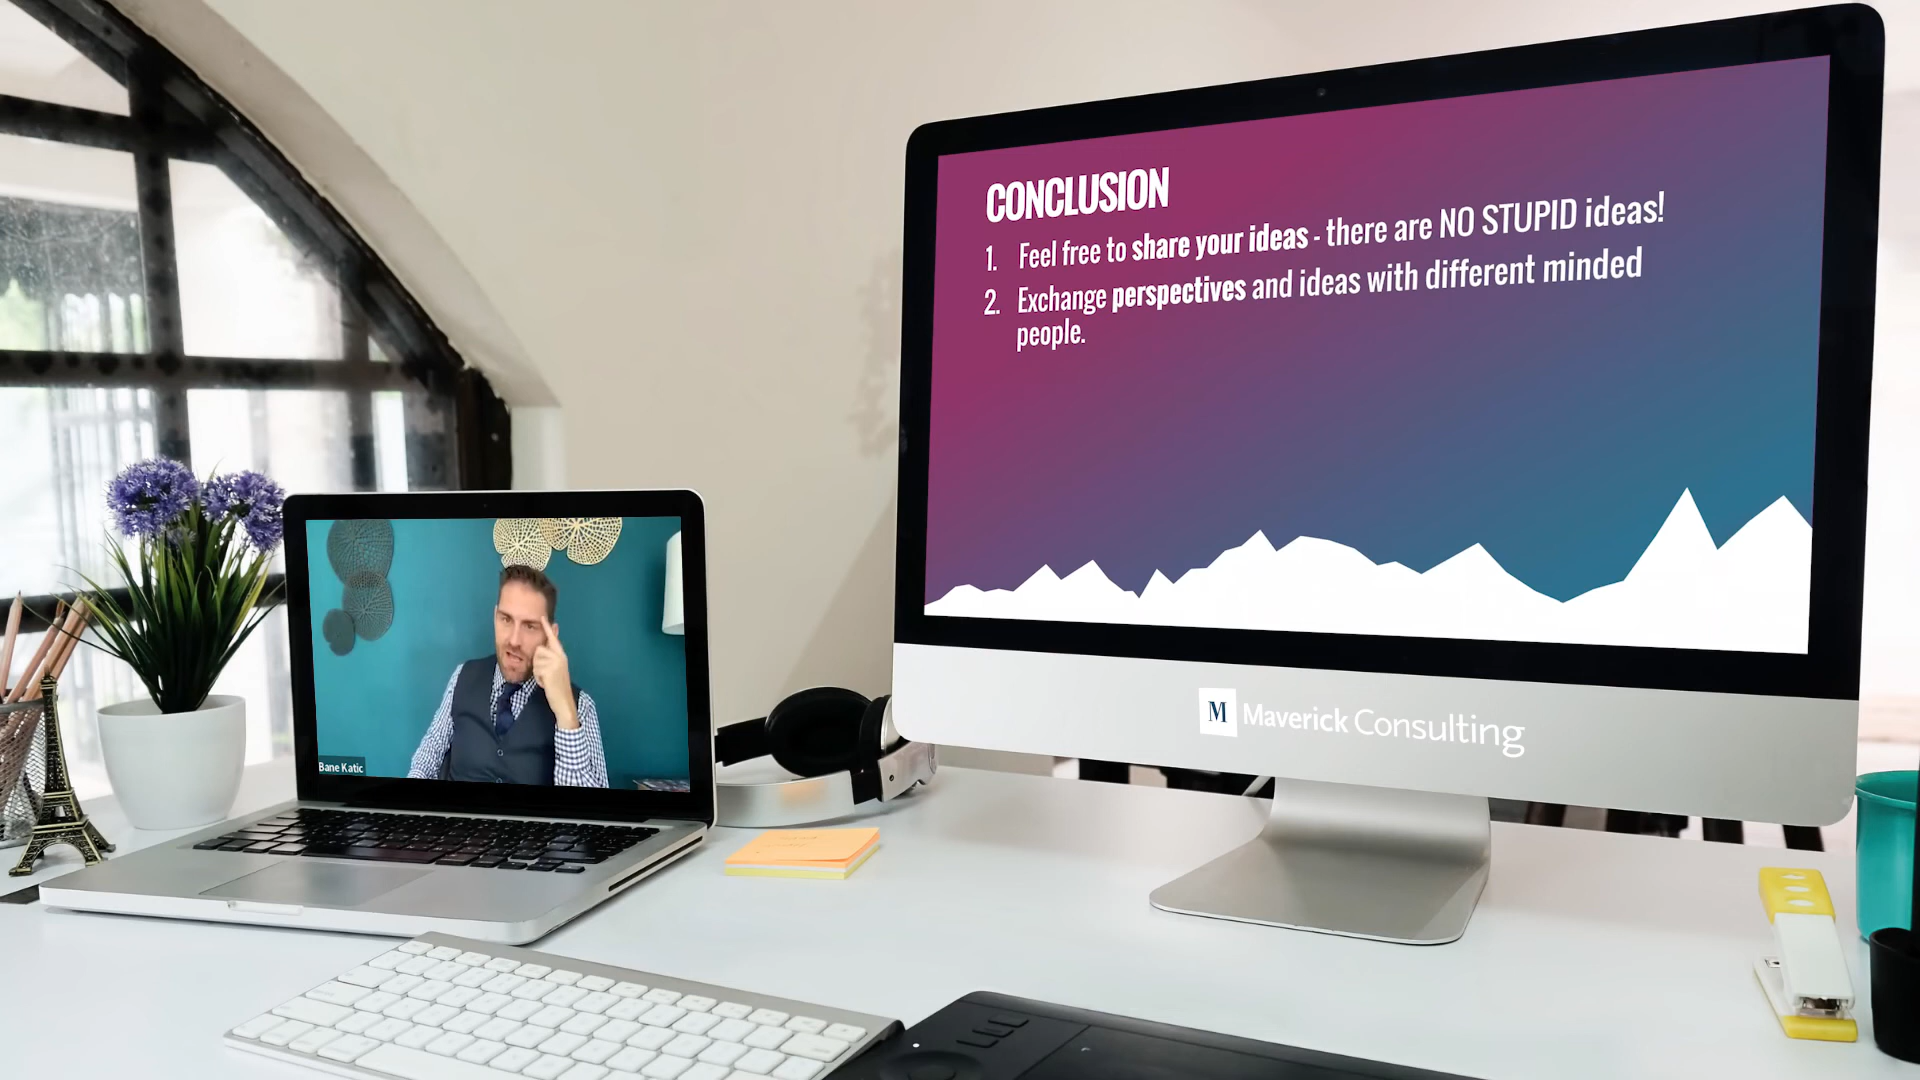 CONCLUSION
1. Feel free to share your ideas - there are NO STUPID ideas!
2. Exchange perspectives and ideas with different minded
people.
Bane Katic
M Maverick Consulting